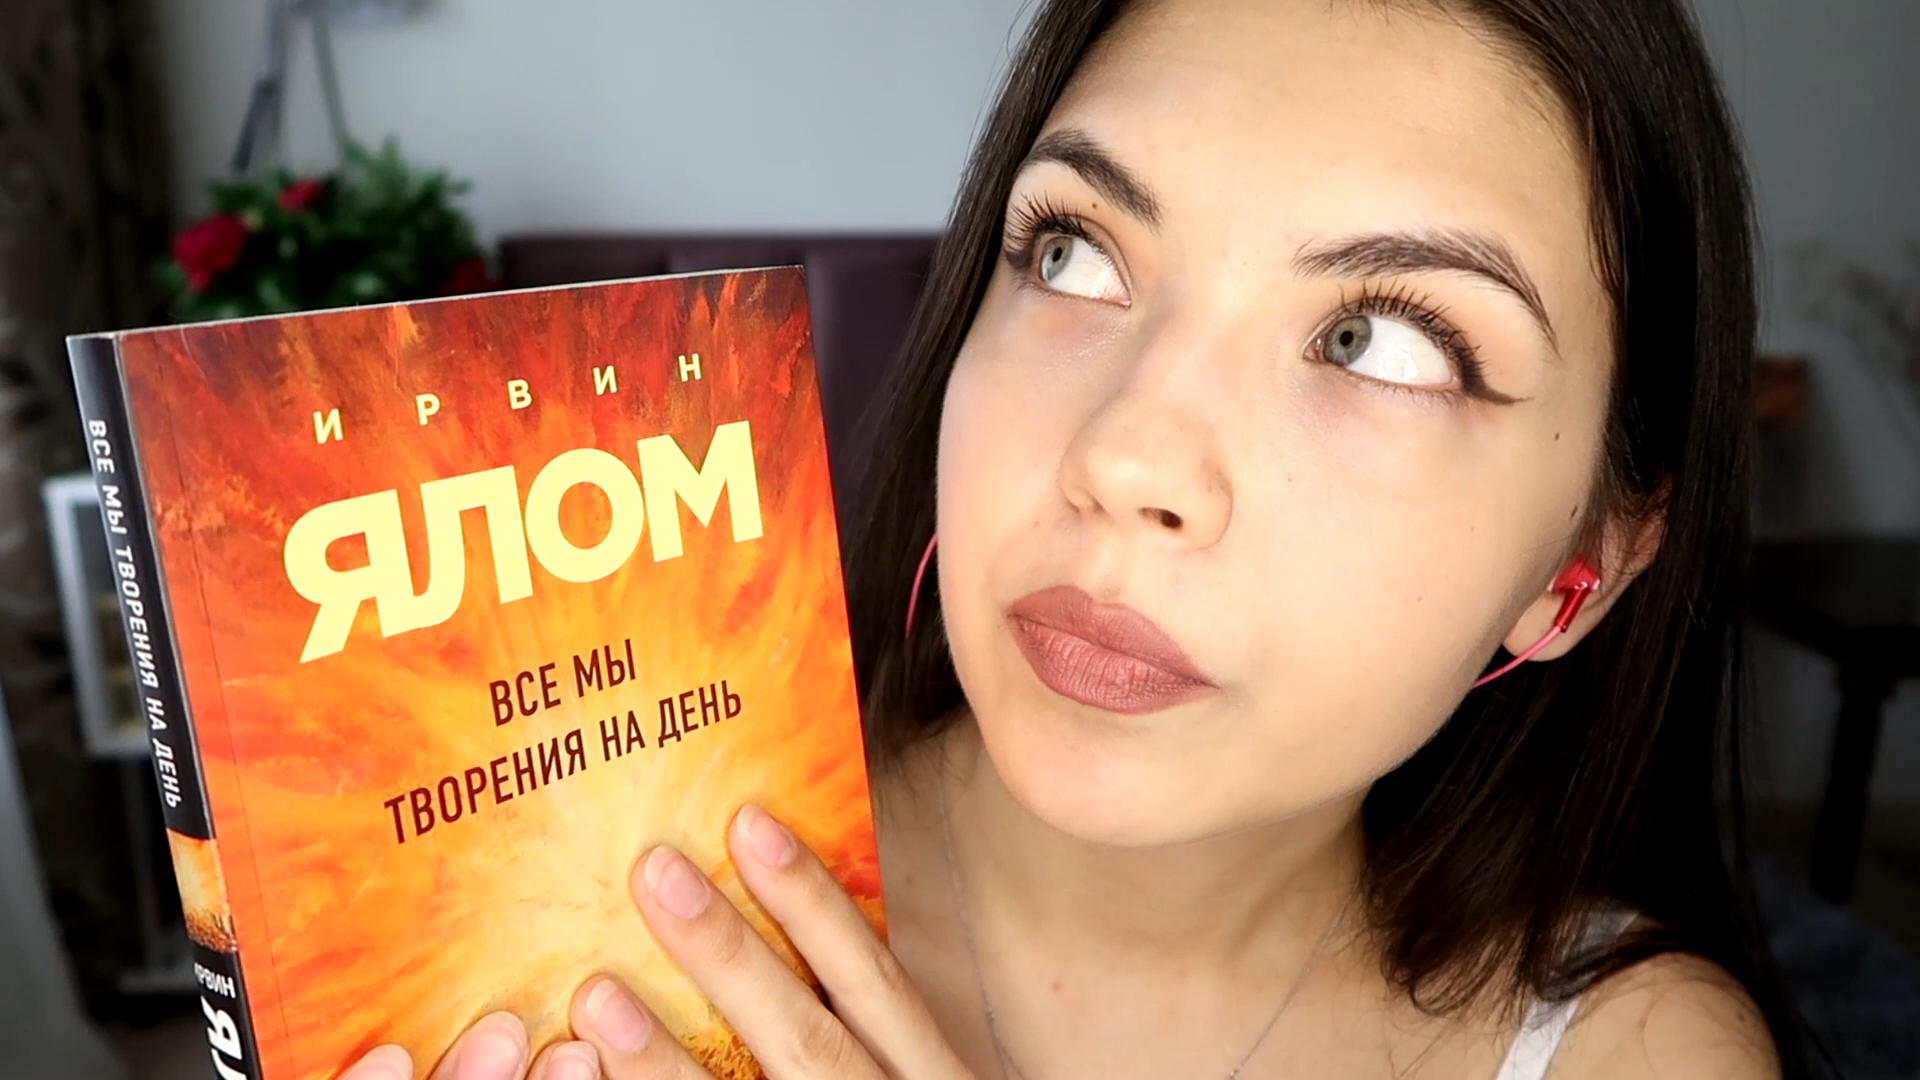 ИРВИН
ЯЛОМ
ВСЕ МЫ
ТВОРЕНИЯ НА ДЕНЬ
ВСЕ МЫ ТВОРЕНИЯ НА ДЕНЬ
ИРВИН